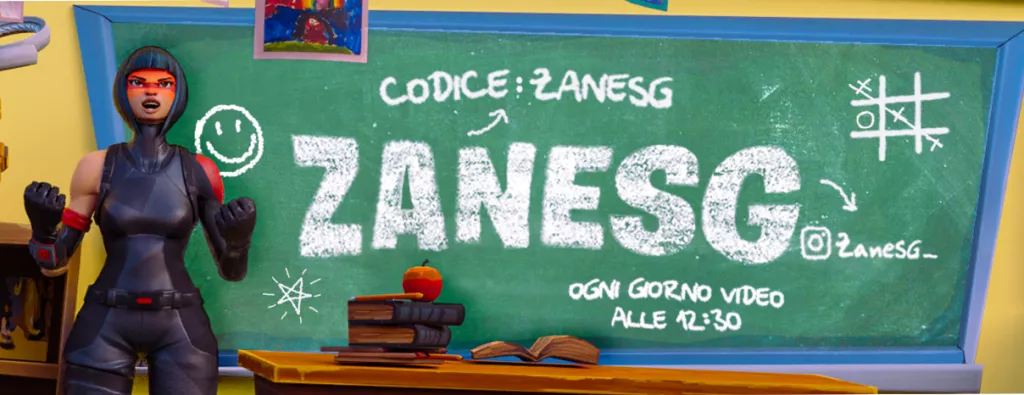 CODICE: ZANESG
ZANESG
ZaneSG_
OGNI GIORNO VIDEO
ALLE 12:30